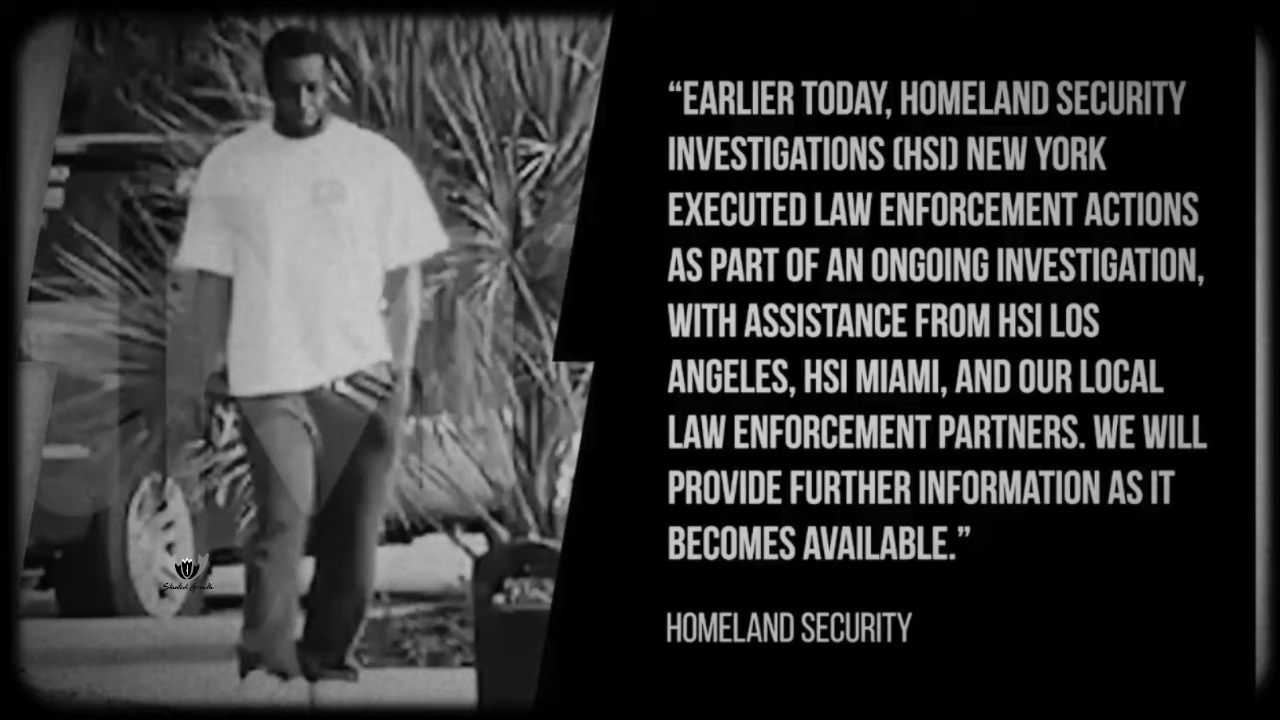 “EARLIER TODAY, HOMELAND SECURITY
INVESTIGATIONS (HSI) NEW YORK
EXECUTED LAW ENFORCEMENT ACTIONS
AS PART OF AN ONGOING INVESTIGATION,
WITH ASSISTANCE FROM HSI LOS
ANGELES, HSI MIAMI, AND OUR LOCAL
LAW ENFORCEMENT PARTNERS. WE WILL
PROVIDE FURTHER INFORMATION AS IT
BECOMES AVAILABLE.”
HOMELAND SECURITY